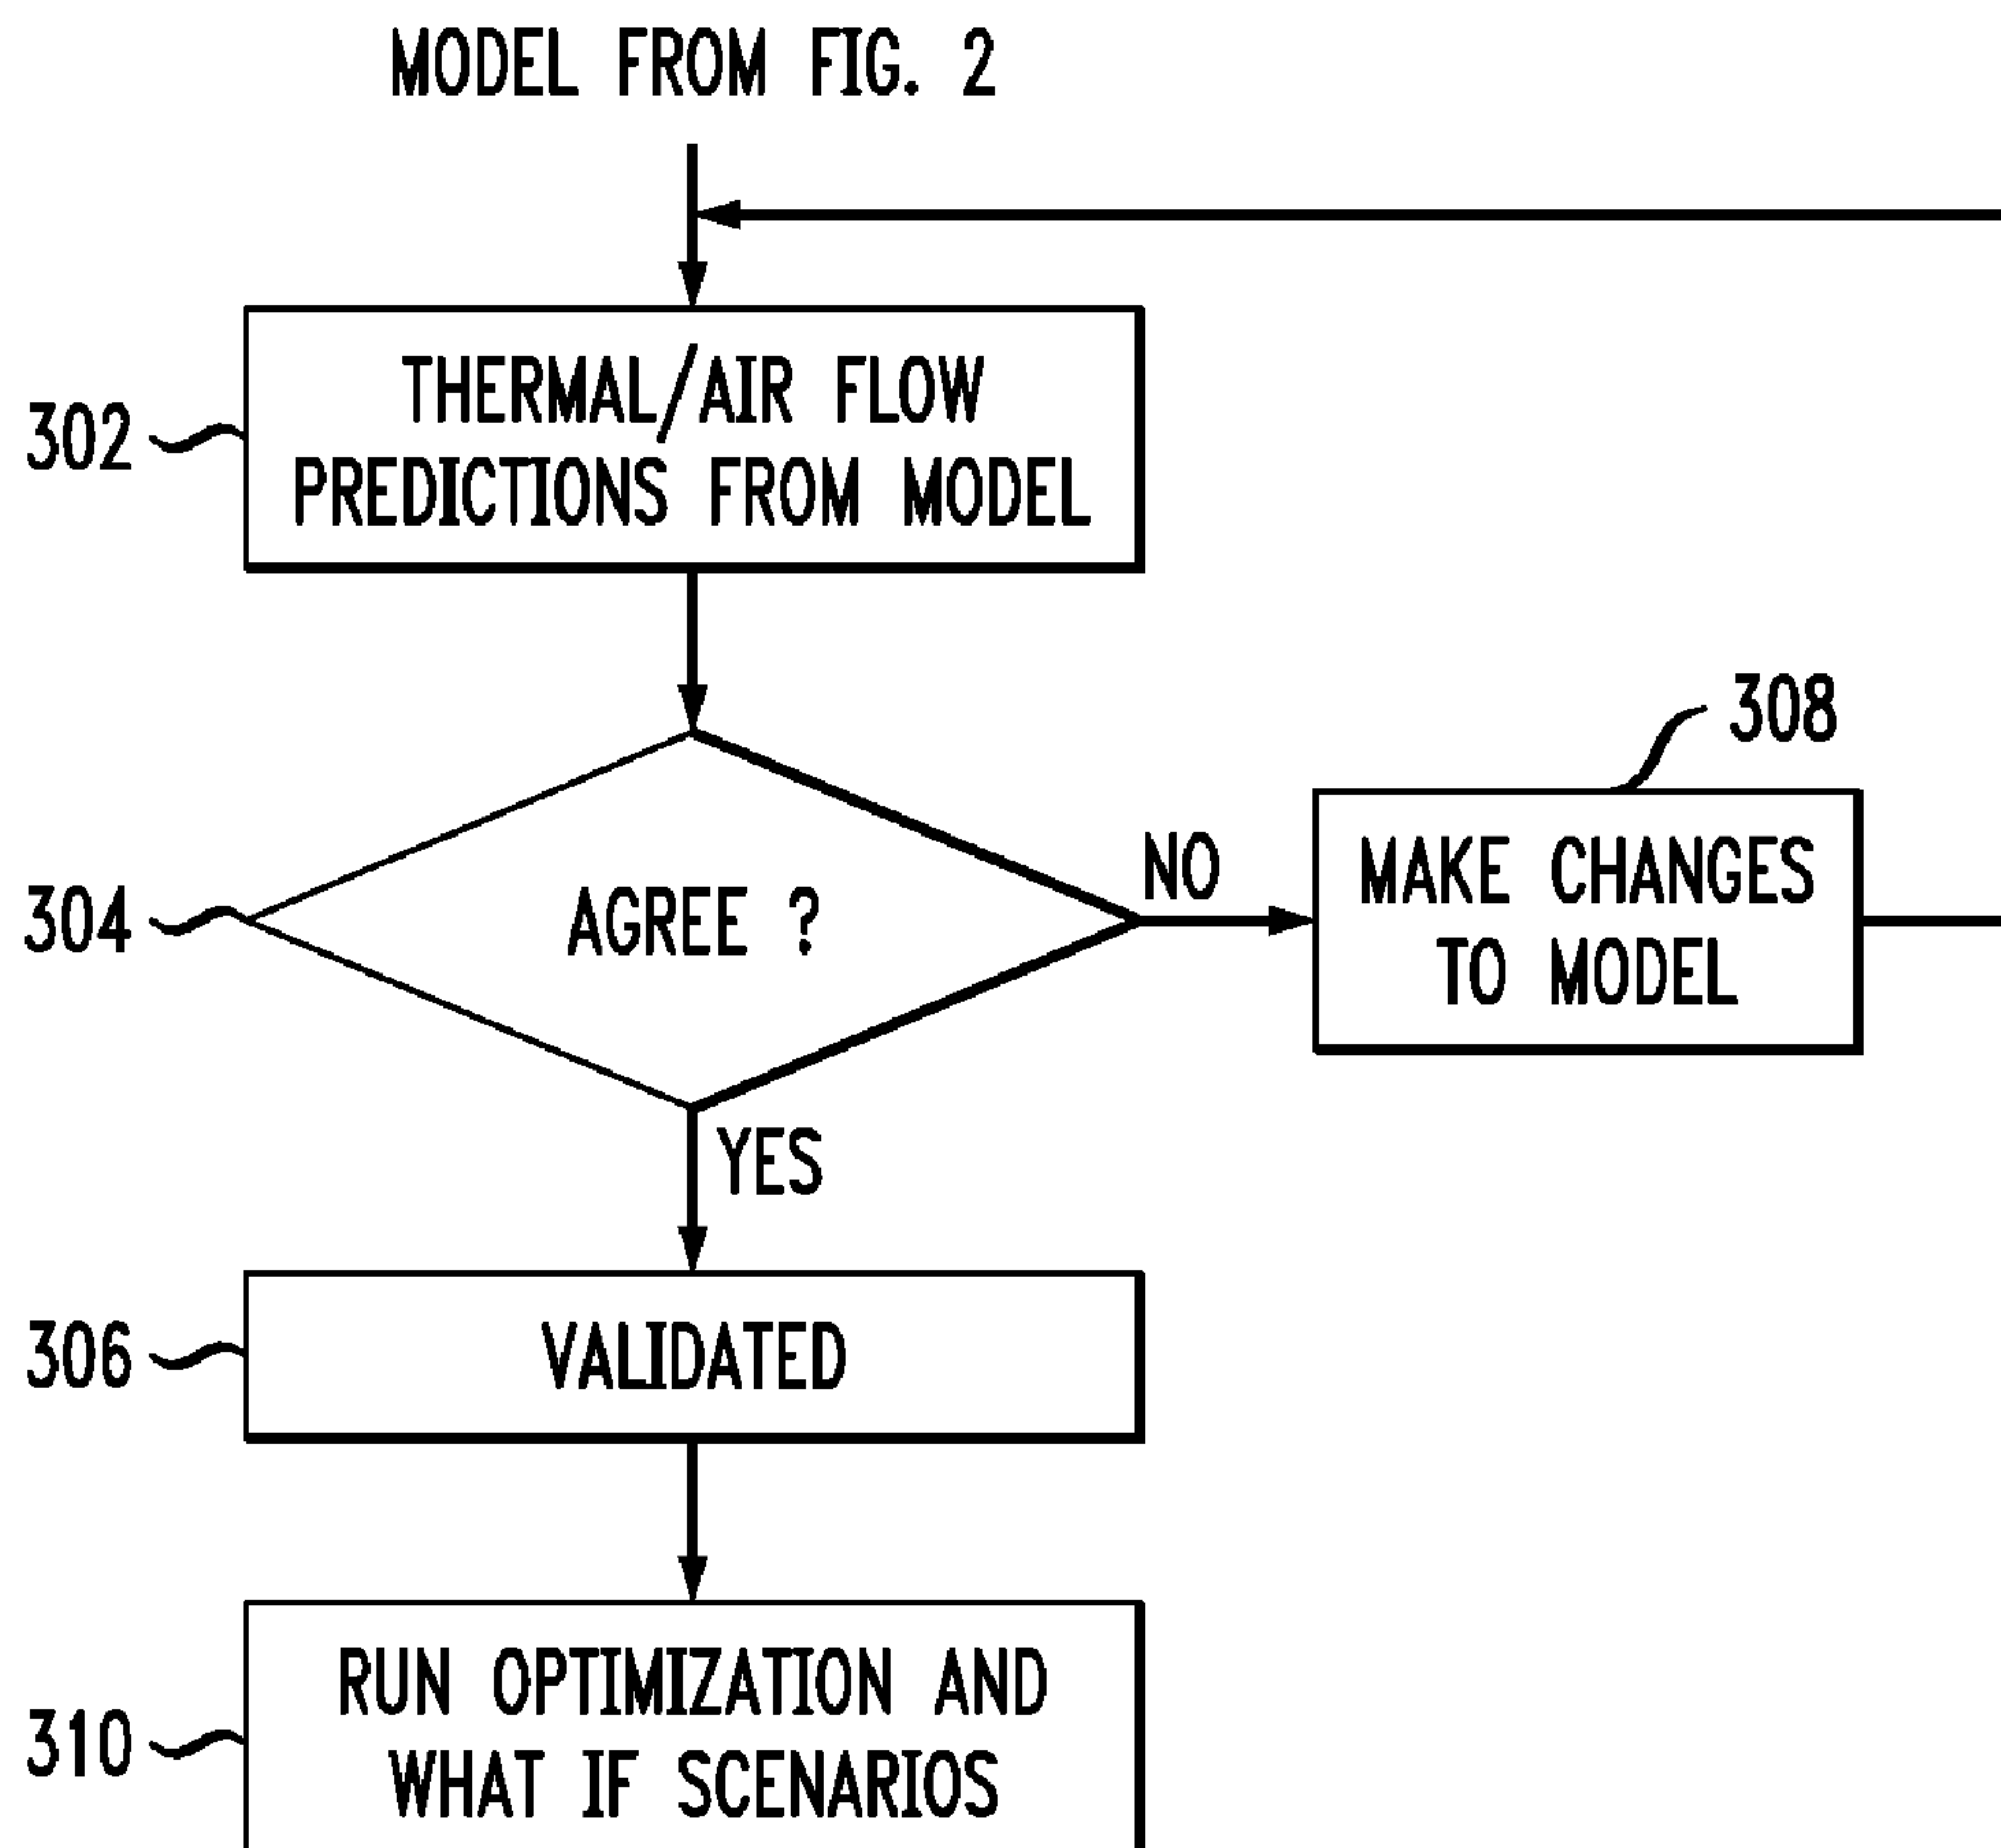 MODEL FROM FIG. 2
302
THERMAL/AIR FLOW
PREDICTIONS FROM MODEL
304
AGREE ?
NO
308
MAKE CHANGES
TO MODEL
YES
306
VALIDATED
310
RUN OPTIMIZATION AND
WHAT IF SCENARIOS